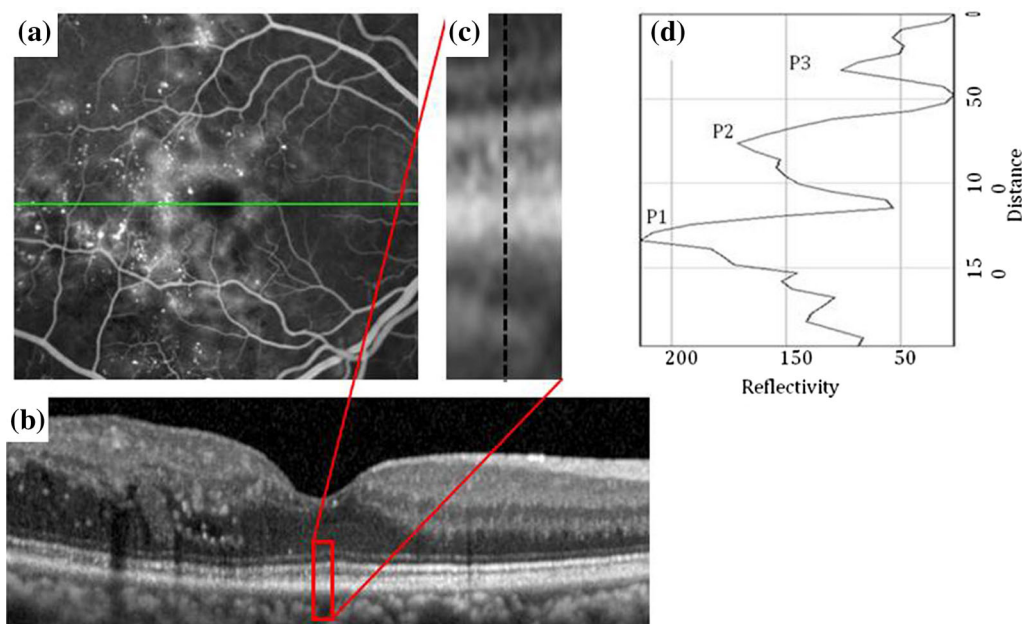 (a)
(c)
(d)
P3
P2
P1
0
50
10
0
15
0
Distance
200
150
50
Reflectivity
(b)